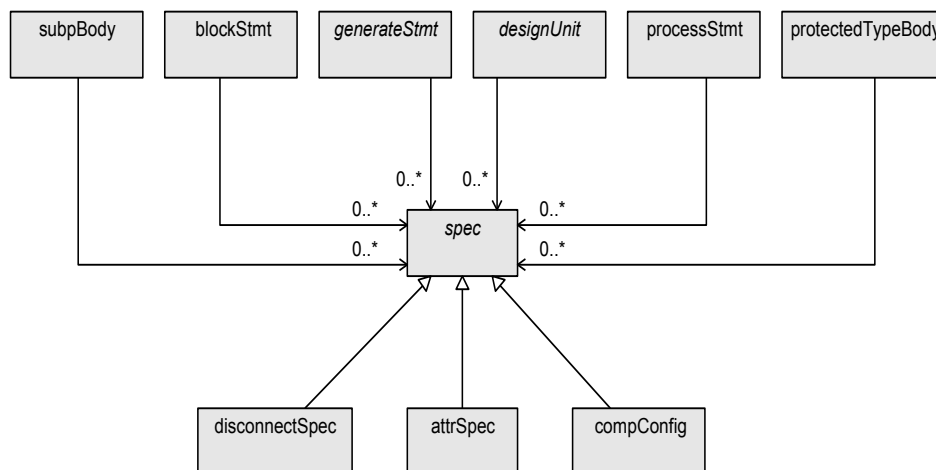 subpBody
blockStmt
generateStmt
designUnit
processStmt
protectedTypeBody
0..*
0..*
0..*
0..*
spec
0..*
0..*
disconnectSpec
attrSpec
compConfig